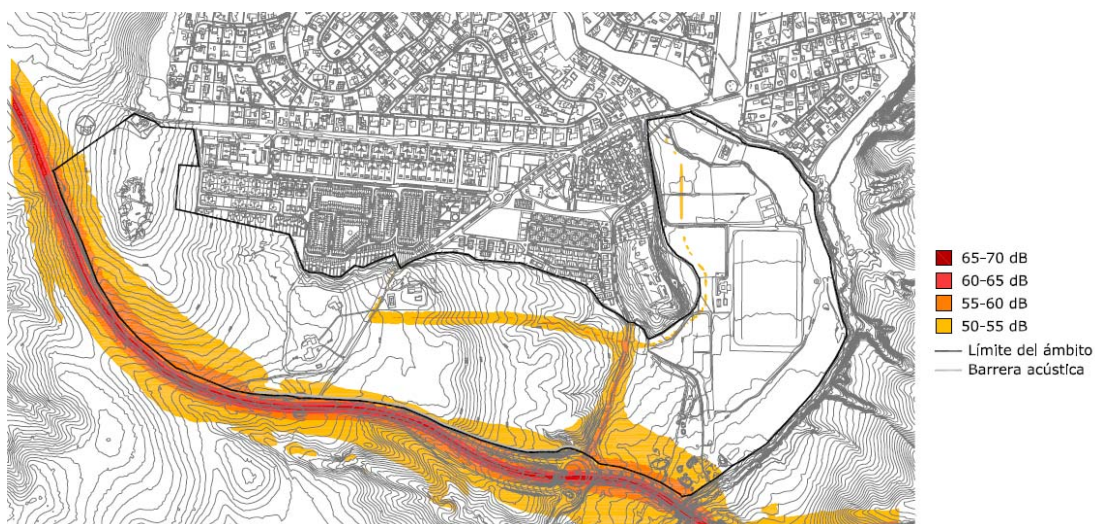 65-70 dB
60-65 dB
55-60 dB
50-55 dB
Límite del ámbito
Barrera acústica